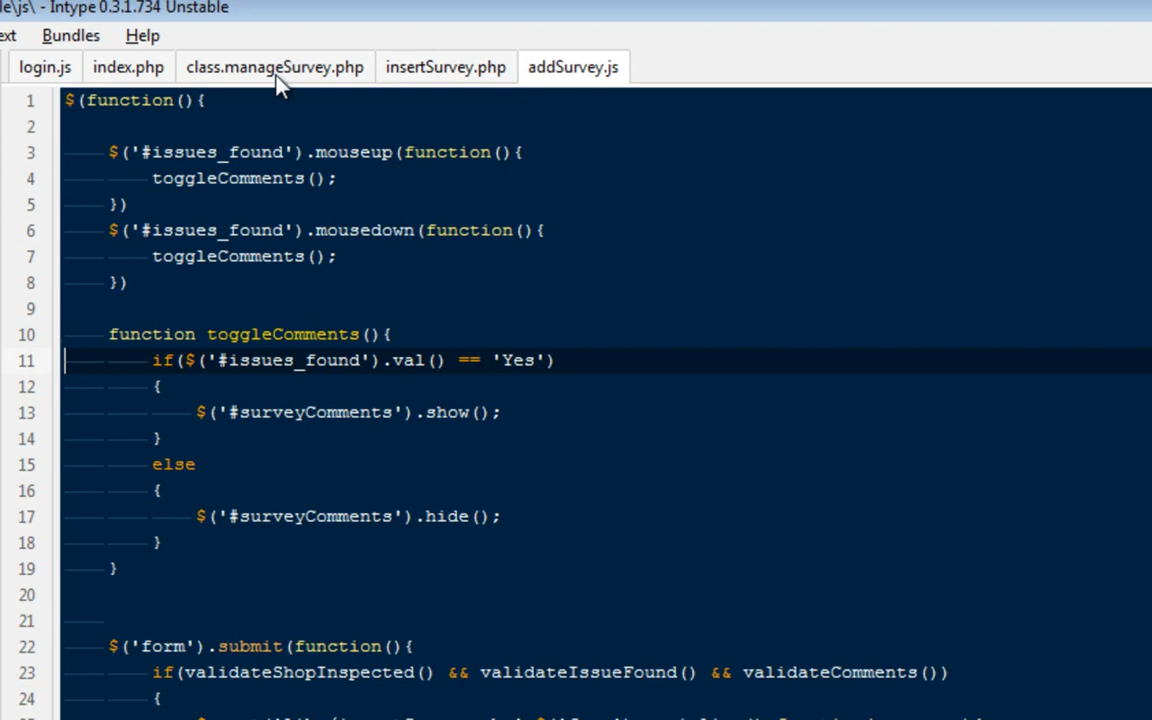 le\js\ - Intype 0.3.1.734 Unstable
ext Bundles Help
login.js index.php class.manageSurvey.php insertSurvey.php addSurvey.js
1 $(function(){
2
3 $('#issues_found').mouseup(function(){
4 toggleComments();
5 })
6 $('#issues_found').mousedown(function(){
7 toggleComments();
8 })
9
10 function toggleComments(){
11 if($('#issues_found').val() == 'Yes')
12 {
13 $('#surveyComments').show();
14 }
15 else
16 {
17 $('#surveyComments').hide();
18 }
19 }
20
21
22 $('form').submit(function(){
23 if(validateShopInspected() && validateIssueFound() && validateComments())
24 {